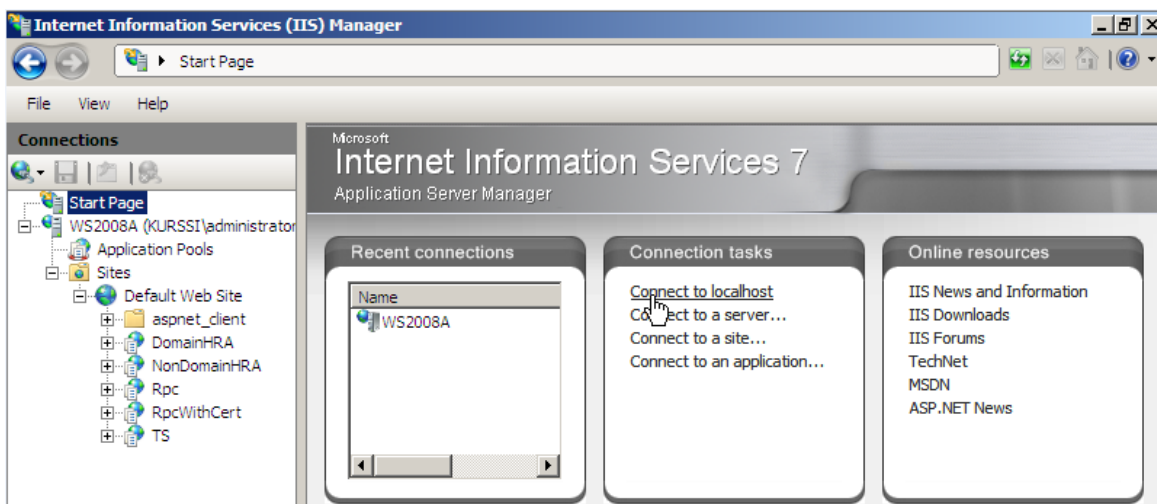 Internet Information Services (IIS) Manager
Start Page
File View Help
Connections
Start Page
WS2008A (KURSSI\administrator
Application Pools
Sites
Default Web Site
aspnet_client
DomainHRA
NonDomainHRA
Rpc
RpcWithCert
TS
Microsoft
Internet Information Services 7
Application Server Manager
Recent connections
Name
WS2008A
Connection tasks
Connect to localhost
Connect to a server...
Connect to a site...
Connect to an application...
Online resources
IIS News and Information
IIS Downloads
IIS Forums
TechNet
MSDN
ASP.NET News